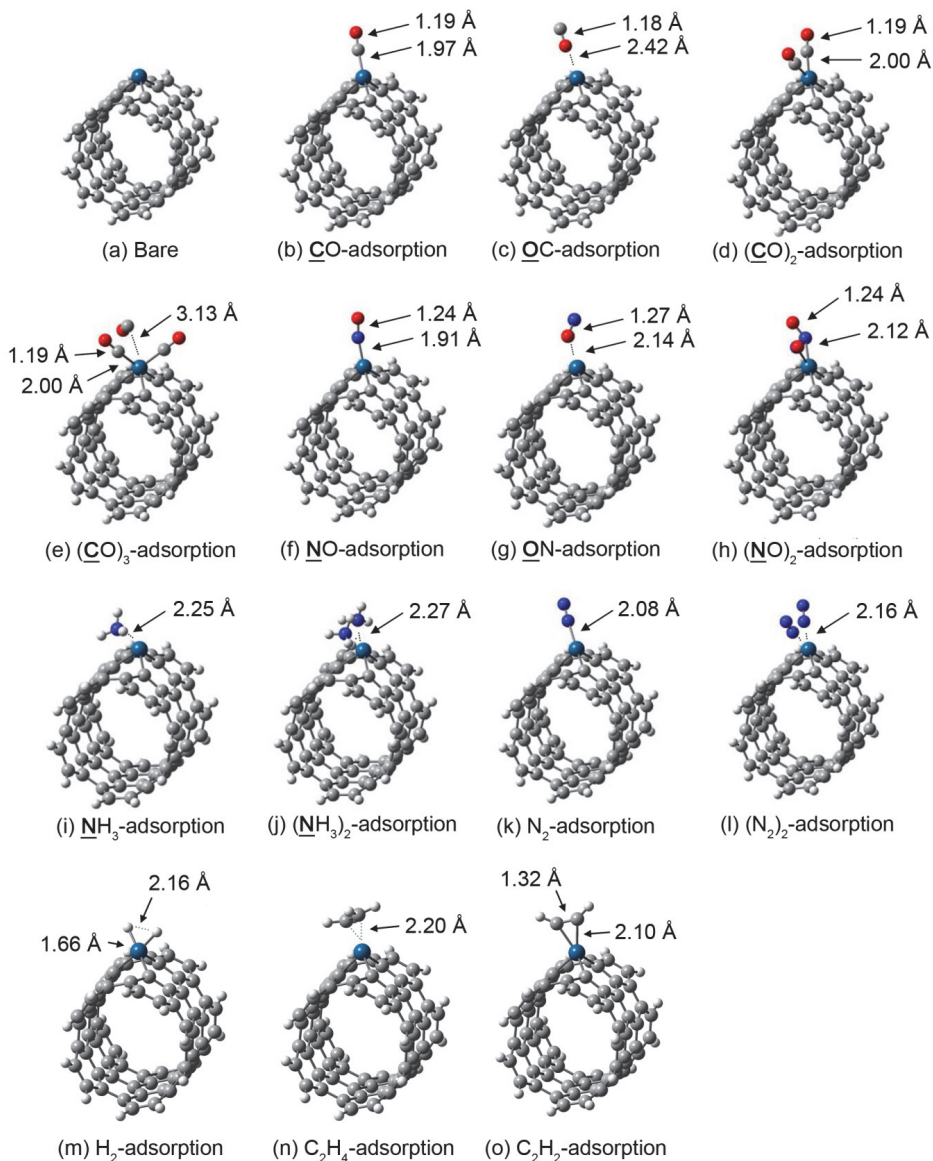 1.19 Å
1.97 Å
1.18 Å
2.42 Å
1.19 Å
2.00 Å
(a) Bare
(b) CO-adsorption
(c) OC-adsorption
(d) (CO)₂-adsorption
3.13 Å
1.19 Å
2.00 Å
1.24 Å
1.91 Å
1.27 Å
2.14 Å
1.24 Å
2.12 Å
(e) (CO)₃-adsorption
(f) NO-adsorption
(g) ON-adsorption
(h) (NO)₂-adsorption
2.25 Å
2.27 Å
2.08 Å
2.16 Å
(i) NH₃-adsorption
(j) (NH₃)₂-adsorption
(k) N₂-adsorption
(l) (N₂)₂-adsorption
2.16 Å
1.66 Å
2.20 Å
1.32 Å
2.10 Å
(m) H₂-adsorption
(n) C₂H₄-adsorption
(o) C₂H₂-adsorption